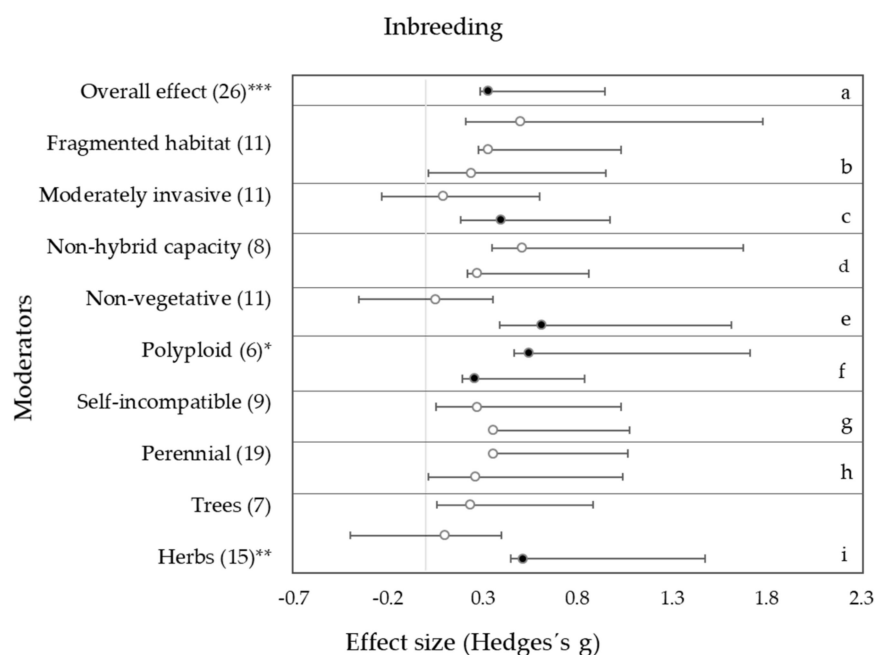 Inbreeding
Overall effect (26)***
a
Fragmented habitat (11)
b
Moderately invasive (11)
c
Non-hybrid capacity (8)
d
Non-vegetative (11)
e
Polyploid (6)*
f
Self-incompatible (9)
g
Perennial (19)
h
Trees (7)
Herbs (15)**
i
Moderators
-0.7 -0.2 0.3 0.8 1.3 1.8 2.3
Effect size (Hedges´s g)